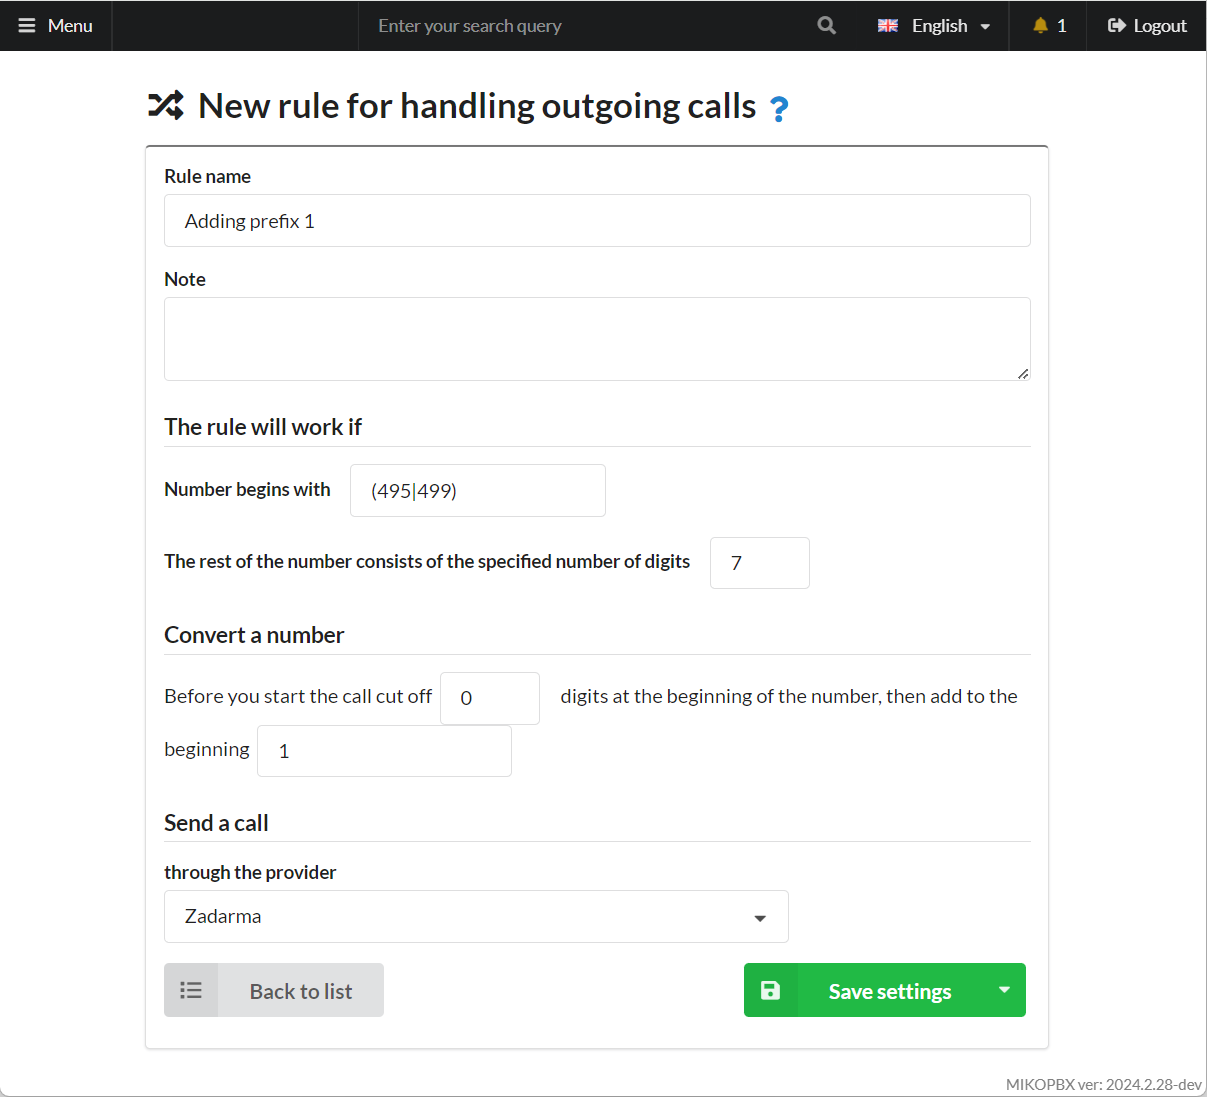 Menu
Enter your search query
English
1
Logout
New rule for handling outgoing calls ?
Rule name
Adding prefix 1
Note
The rule will work if
Number begins with (495|499)
The rest of the number consists of the specified number of digits 7
Convert a number
Before you start the call cut off 0 digits at the beginning of the number, then add to the
beginning 1
Send a call
through the provider
Zadarma
Back to list
Save settings
MIKOPBX ver: 2024.2.28-dev